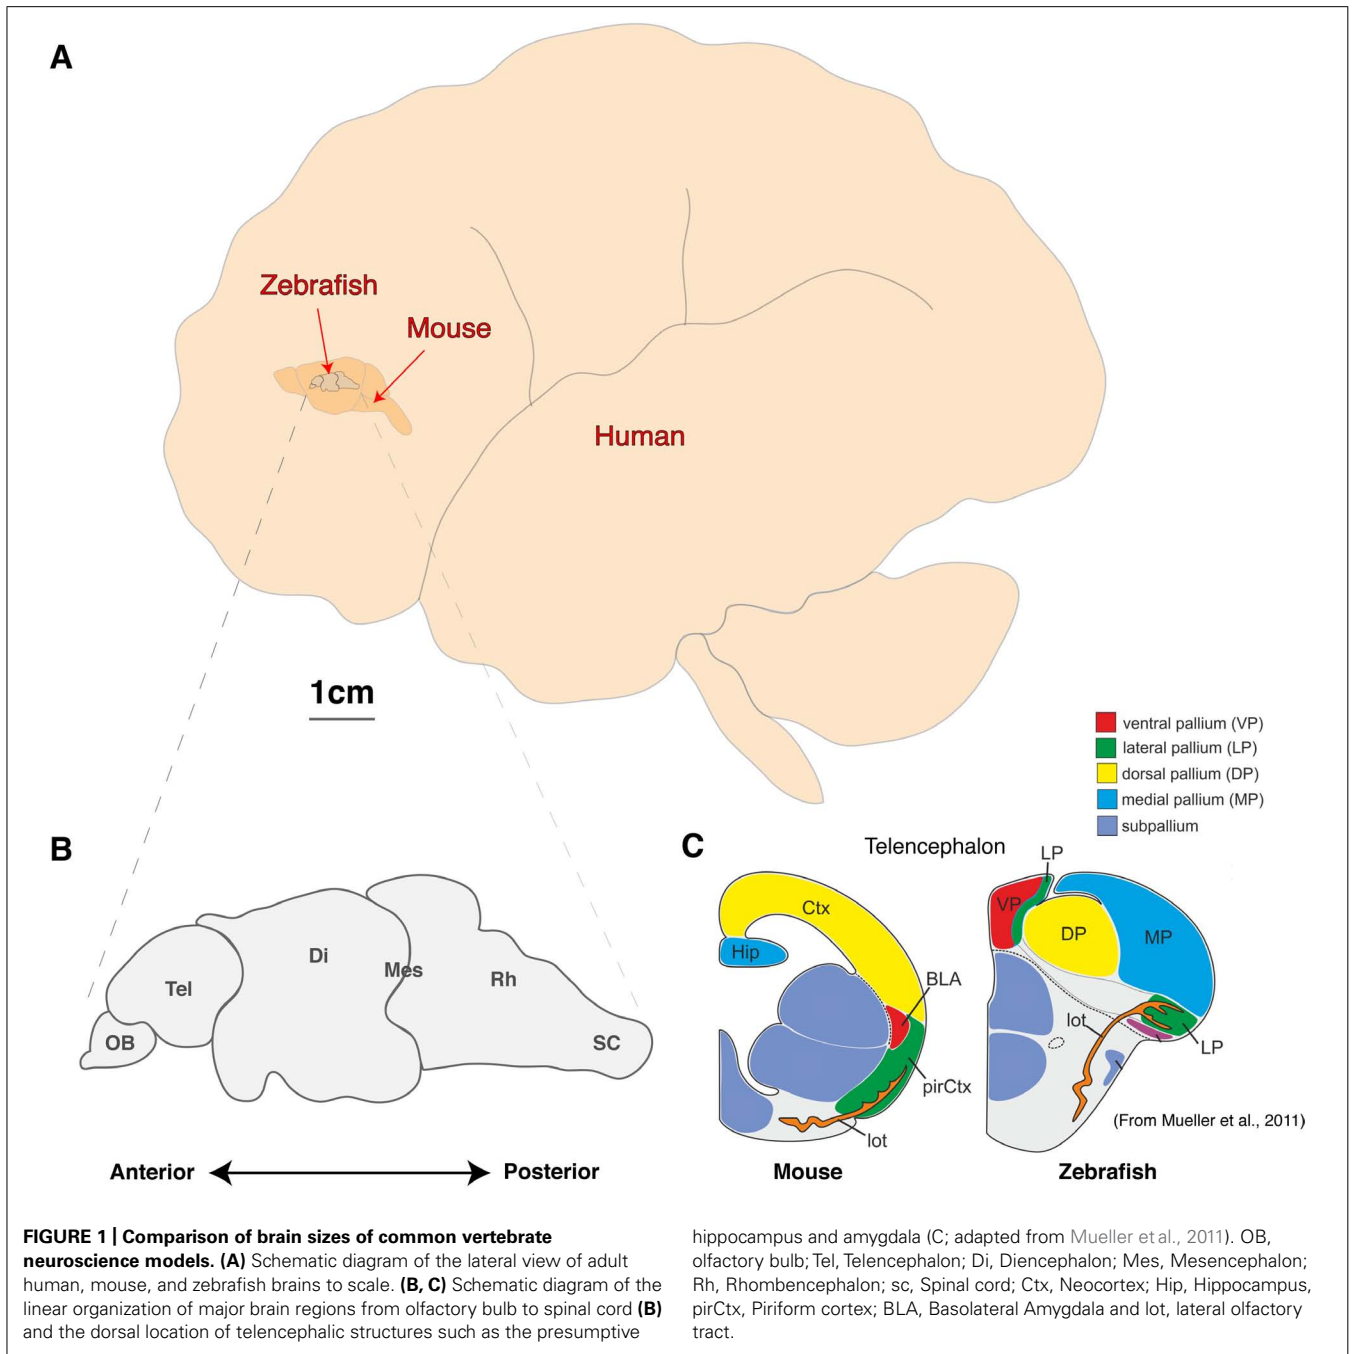 A
Zebrafish
Mouse
Human
1cm
ventral pallium (VP)
lateral pallium (LP)
dorsal pallium (DP)
medial pallium (MP)
subpallium
B
Tel
OB
Di
Mes
Rh
SC
Anterior
Posterior
C
Telencephalon
Ctx
Hip
BLA
pirCtx
lot
Mouse
LP
VP
DP
MP
lot
LP
(From Mueller et al., 2011)
Zebrafish
FIGURE 1 | Comparison of brain sizes of common vertebrate
neuroscience models. (A) Schematic diagram of the lateral view of adult
human, mouse, and zebrafish brains to scale. (B, C) Schematic diagram of the
linear organization of major brain regions from olfactory bulb to spinal cord (B)
and the dorsal location of telencephalic structures such as the presumptive
hippocampus and amygdala (C; adapted from Mueller et al., 2011). OB,
olfactory bulb; Tel, Telencephalon; Di, Diencephalon; Mes, Mesencephalon;
Rh, Rhombencephalon; sc, Spinal cord; Ctx, Neocortex; Hip, Hippocampus,
pirCtx, Piriform cortex; BLA, Basolateral Amygdala and lot, lateral olfactory
tract.